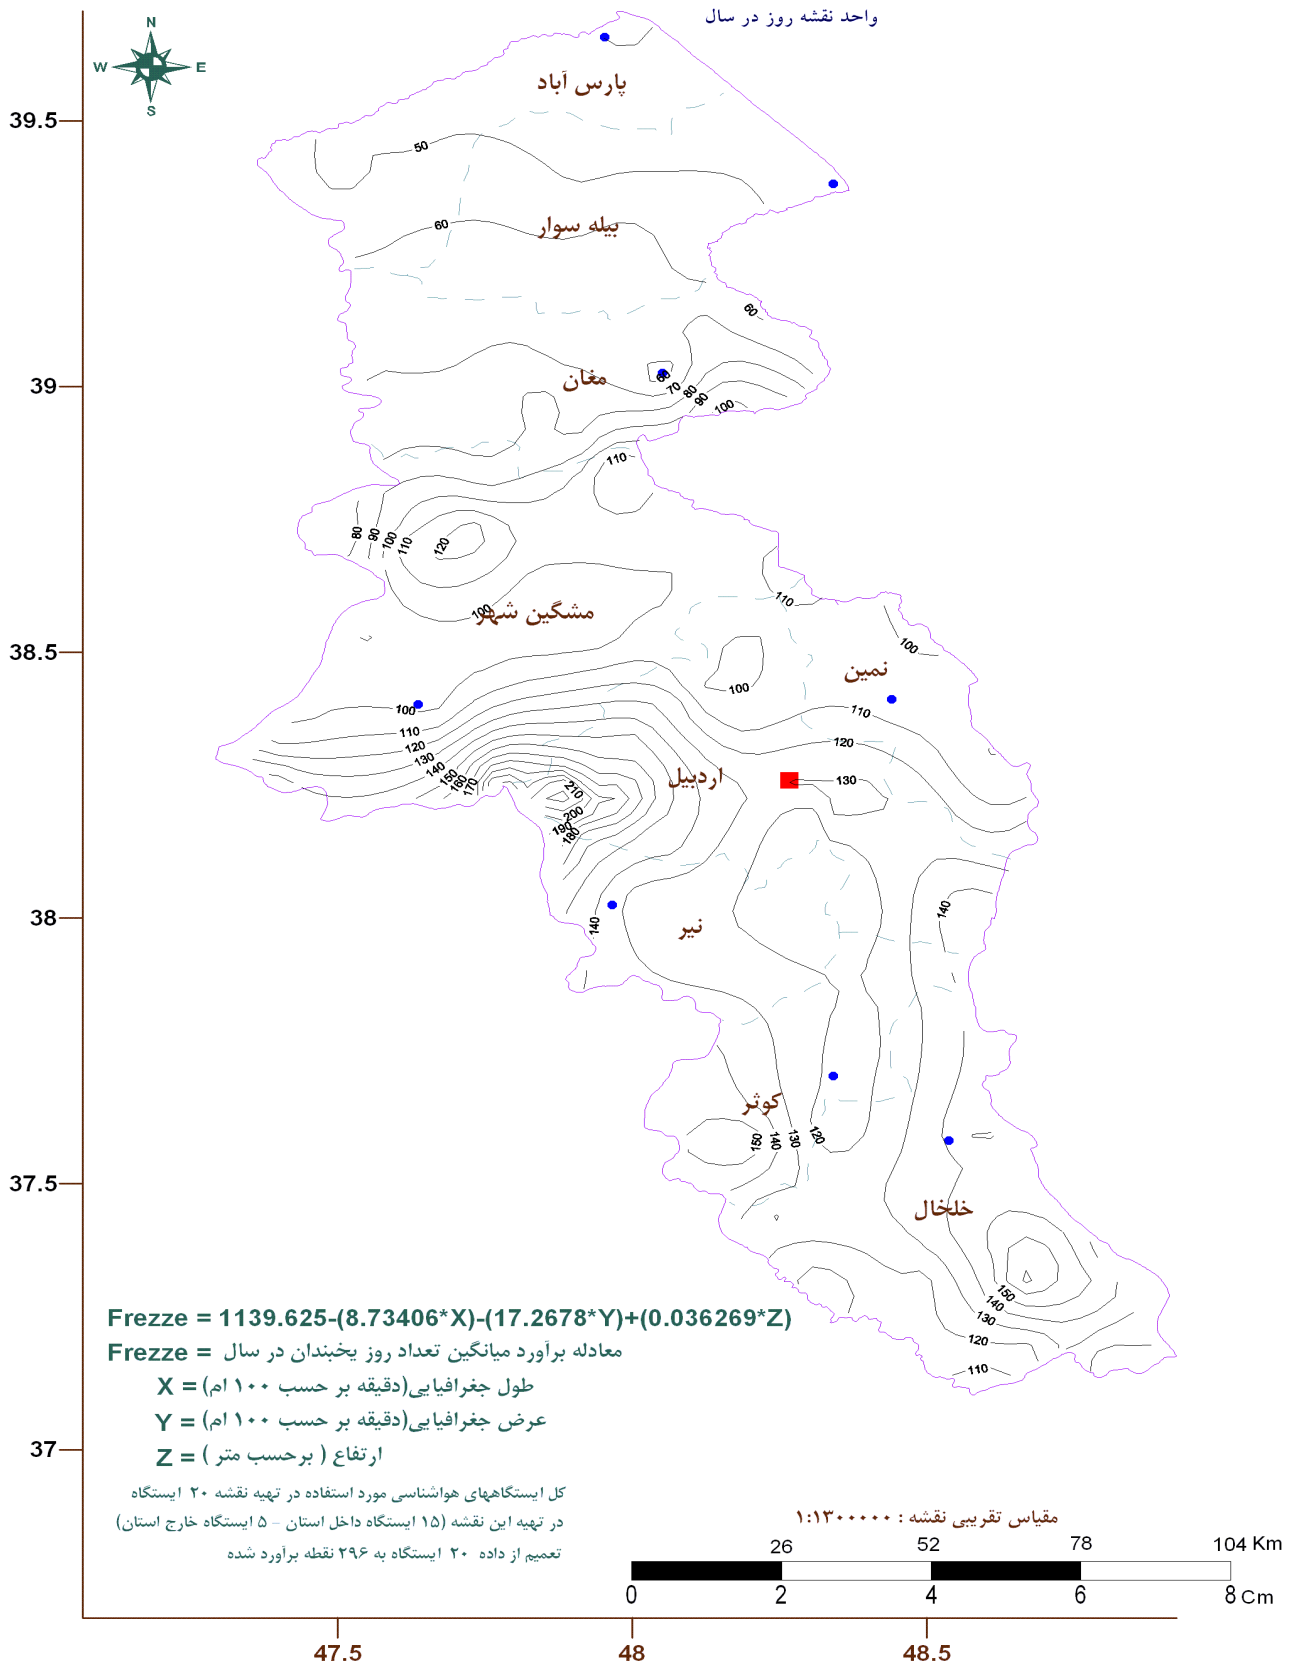 واحد نقشه روز در سال
N
W E
S
39.5
39
38.5
38
37.5
37
پارس آباد
50
60
بیله سوار
60
مغان
60
70
80
90
100
110
80
90
100
110
120
100
مشگین شهر
110
100
نمین
100
100
110
110
120
120
130
140
150
160
170
اردبیل
130
210
200
190
180
140
نیر
140
کوثر
150
140
130
120
خلخال
150
140
130
120
110
Frezze = 1139.625-(8.73406*X)-(17.2678*Y)+(0.036269*Z)
Frezze = معادله برآورد میانگین تعداد روز یخبندان در سال
X = طول جغرافیایی(دقیقه بر حسب ۱۰۰ ام)
Y = عرض جغرافیایی(دقیقه بر حسب ۱۰۰ ام)
Z = ارتفاع ( برحسب متر )
کل ایستگاههای هواشناسی مورد استفاده در تهیه نقشه ۲۰ ایستگاه
در تهیه این نقشه (۱۵ ایستگاه داخل استان - ۵ ایستگاه خارج استان)
تعمیم از داده ۲۰ ایستگاه به ۲۹۶ نقطه برآورد شده
مقیاس تقریبی نقشه : ۱:۱۳۰۰۰۰۰
26 52 78 104 Km
0 2 4 6 8 Cm
47.5 48 48.5